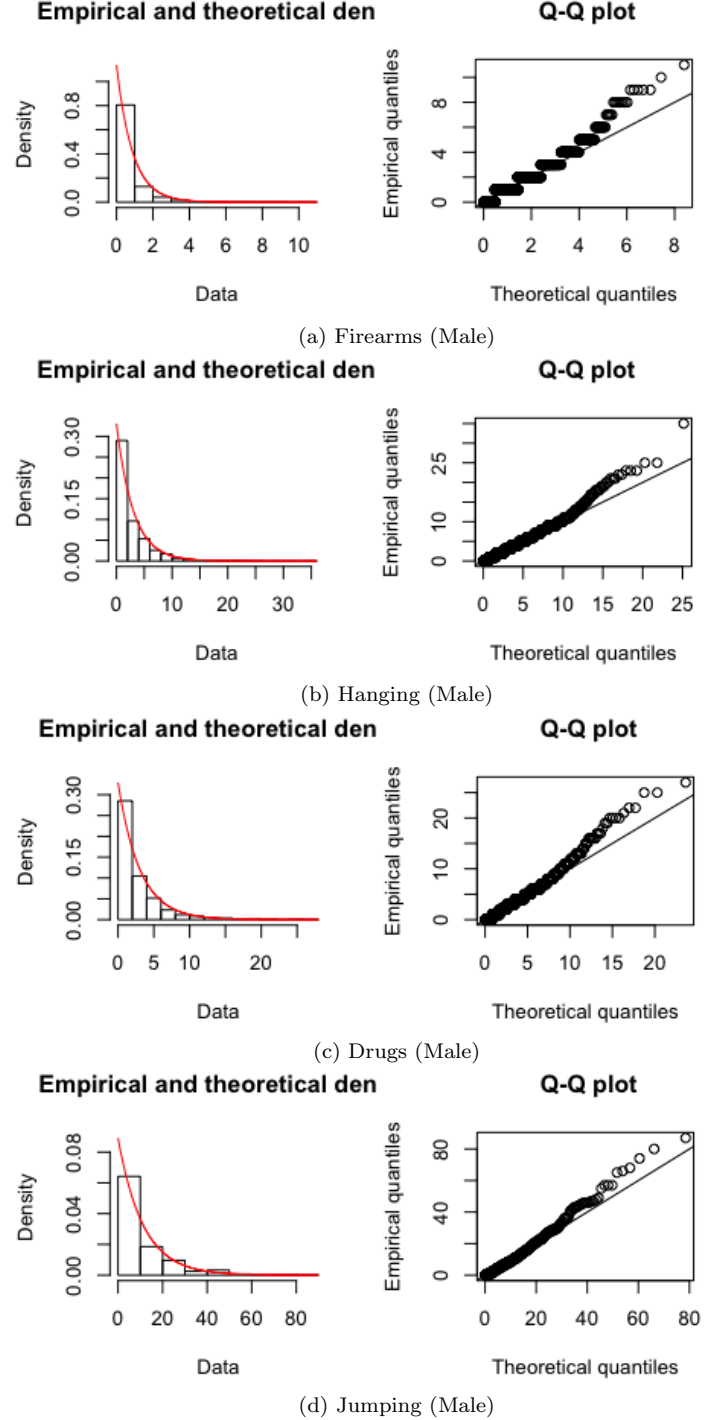 Empirical and theoretical den
Density
0.0 0.4 0.8
0 2 4 6 8 10
Data
Q-Q plot
Empirical quantiles
0 4 8
0 2 4 6 8
Theoretical quantiles
(a) Firearms (Male)
Empirical and theoretical den
Density
0.00 0.15 0.30
0 10 20 30
Data
Q-Q plot
Empirical quantiles
0 10 25
0 5 10 15 20 25
Theoretical quantiles
(b) Hanging (Male)
Empirical and theoretical den
Density
0.00 0.15 0.30
0 5 10 20
Data
Q-Q plot
Empirical quantiles
0 10 20
0 5 10 15 20
Theoretical quantiles
(c) Drugs (Male)
Empirical and theoretical den
Density
0.00 0.04 0.08
0 20 40 60 80
Data
Q-Q plot
Empirical quantiles
0 40 80
0 20 40 60 80
Theoretical quantiles
(d) Jumping (Male)